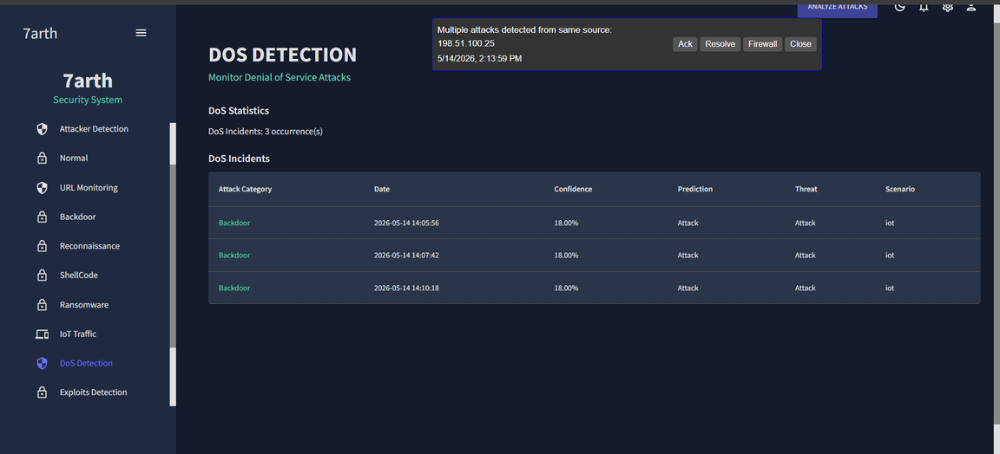 7arth
7arth
Security System
Attacker Detection
Normal
URL Monitoring
Backdoor
Reconnaissance
ShellCode
Ransomware
IoT Traffic
DoS Detection
Exploits Detection
ANALYZE ATTACKS
Multiple attacks detected from same source:
198.51.100.25
5/14/2026, 2:13:59 PM
Ack Resolve Firewall Close
DOS DETECTION
Monitor Denial of Service Attacks
DoS Statistics
DoS Incidents: 3 occurrence(s)
DoS Incidents
Attack Category Date Confidence Prediction Threat Scenario
Backdoor 2026-05-14 14:05:56 18.00% Attack Attack iot
Backdoor 2026-05-14 14:07:42 18.00% Attack Attack iot
Backdoor 2026-05-14 14:10:18 18.00% Attack Attack iot